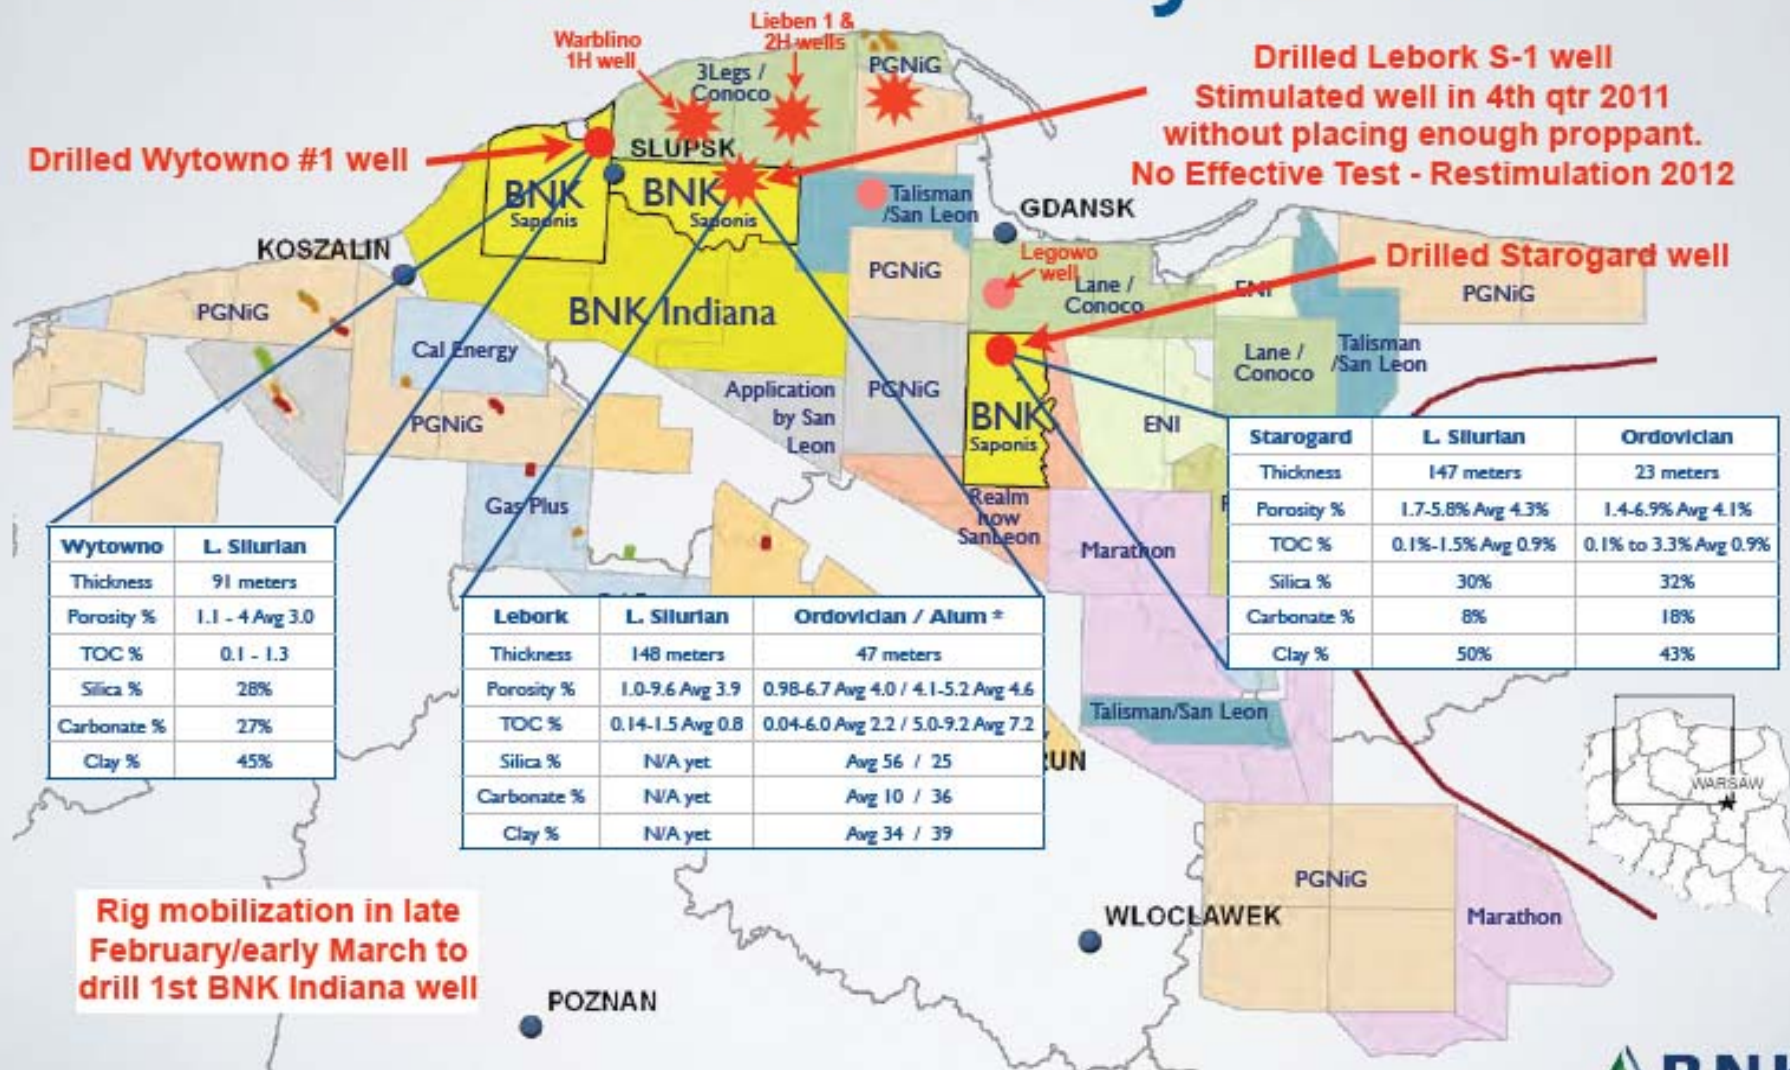 Warblino
1H well
Lieben 1 &
2H wells
3Legs /
Conoco
PGNiG
Drilled Lebork S-1 well
Stimulated well in 4th qtr 2011
without placing enough proppant.
No Effective Test - Restimulation 2012
Drilled Wytowno #1 well
SLUPSK
BNK
Saponis
BNK
Saponis
Talisman
/San Leon
GDANSK
KOSZALIN
PGNiG
Legowo
well
Lane /
Conoco
ENI
Drilled Starogard well
PGNiG
PGNiG
BNK Indiana
Cal Energy
Lane /
Conoco
Talisman
/San Leon
Application
by San
Leon
PGNiG
BNK
Saponis
ENI
PGNiG
Gas Plus
Realm
now
SanLeon
Marathon
Starogard L. Silurian Ordovician
Thickness 147 meters 23 meters
Porosity % 1.7-5.8% Avg 4.3% 1.4-6.9% Avg 4.1%
TOC % 0.1%-1.5% Avg 0.9% 0.1% to 3.3% Avg 0.9%
Silica % 30% 32%
Carbonate % 8% 18%
Clay % 50% 43%
Wytowno L. Silurian
Thickness 91 meters
Porosity % 1.1 - 4 Avg 3.0
TOC % 0.1 - 1.3
Silica % 28%
Carbonate % 27%
Clay % 45%
Lebork L. Silurian Ordovician / Alum *
Thickness 148 meters 47 meters
Porosity % 1.0-9.6 Avg 3.9 0.98-6.7 Avg 4.0 / 4.1-5.2 Avg 4.6
TOC % 0.14-1.5 Avg 0.8 0.04-6.0 Avg 2.2 / 5.0-9.2 Avg 7.2
Silica % N/A yet Avg 56 / 25
Carbonate % N/A yet Avg 10 / 36
Clay % N/A yet Avg 34 / 39
Talisman/San Leon
RUN
WARSAW
PGNiG
Marathon
WLOCLAWEK
Rig mobilization in late
February/early March to
drill 1st BNK Indiana well
POZNAN